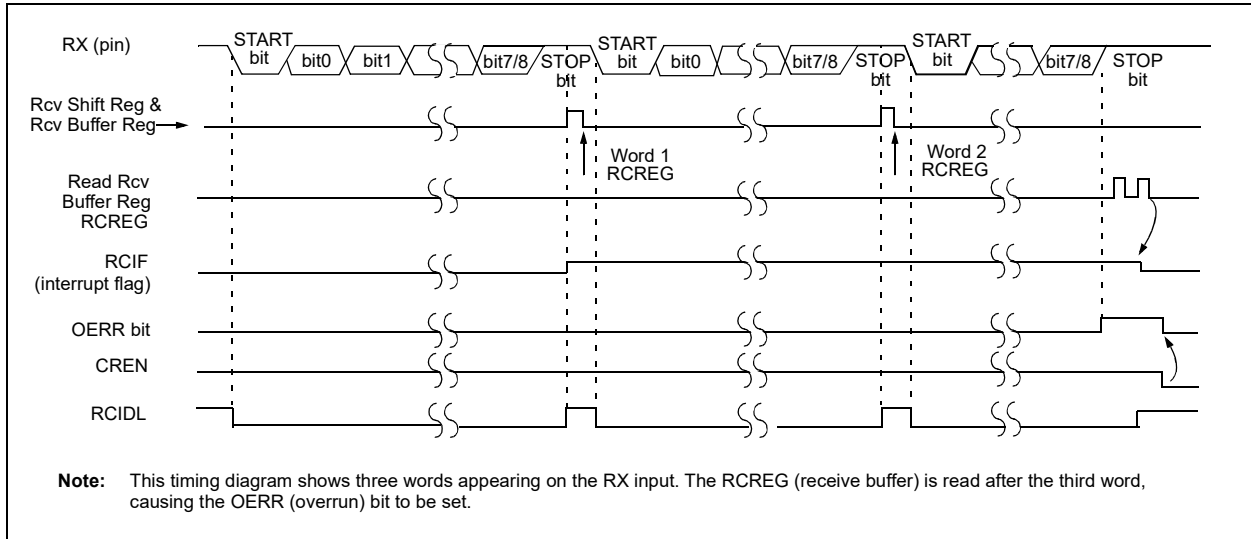 RX (pin)
START bit
bit0
bit1
bit7/8
STOP bit
START bit
bit0
bit7/8
STOP bit
START bit
bit7/8
STOP bit
Rcv Shift Reg &
Rcv Buffer Reg
Word 1
RCREG
Word 2
RCREG
Read Rcv
Buffer Reg
RCREG
RCIF
(interrupt flag)
OERR bit
CREN
RCIDL
Note: This timing diagram shows three words appearing on the RX input. The RCREG (receive buffer) is read after the third word,
causing the OERR (overrun) bit to be set.